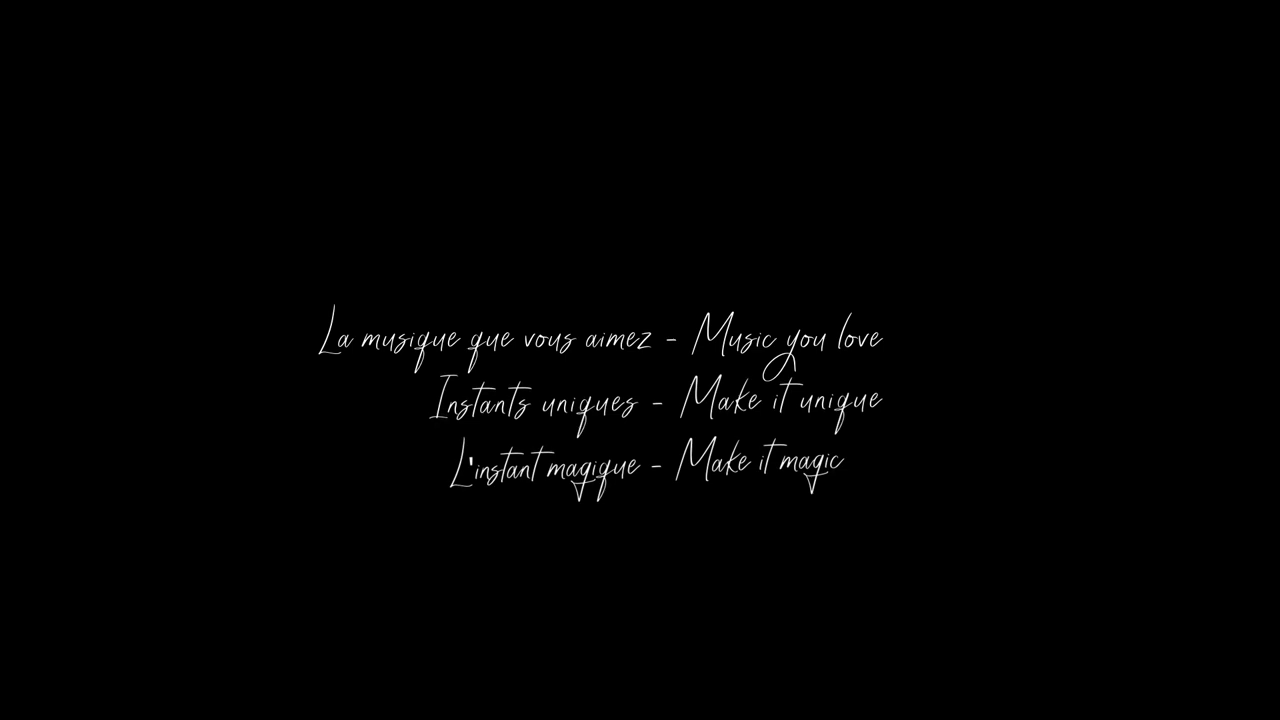 La musique que vous aimez - Music you love
Instants uniques - Make it unique
L'instant magique - Make it magic